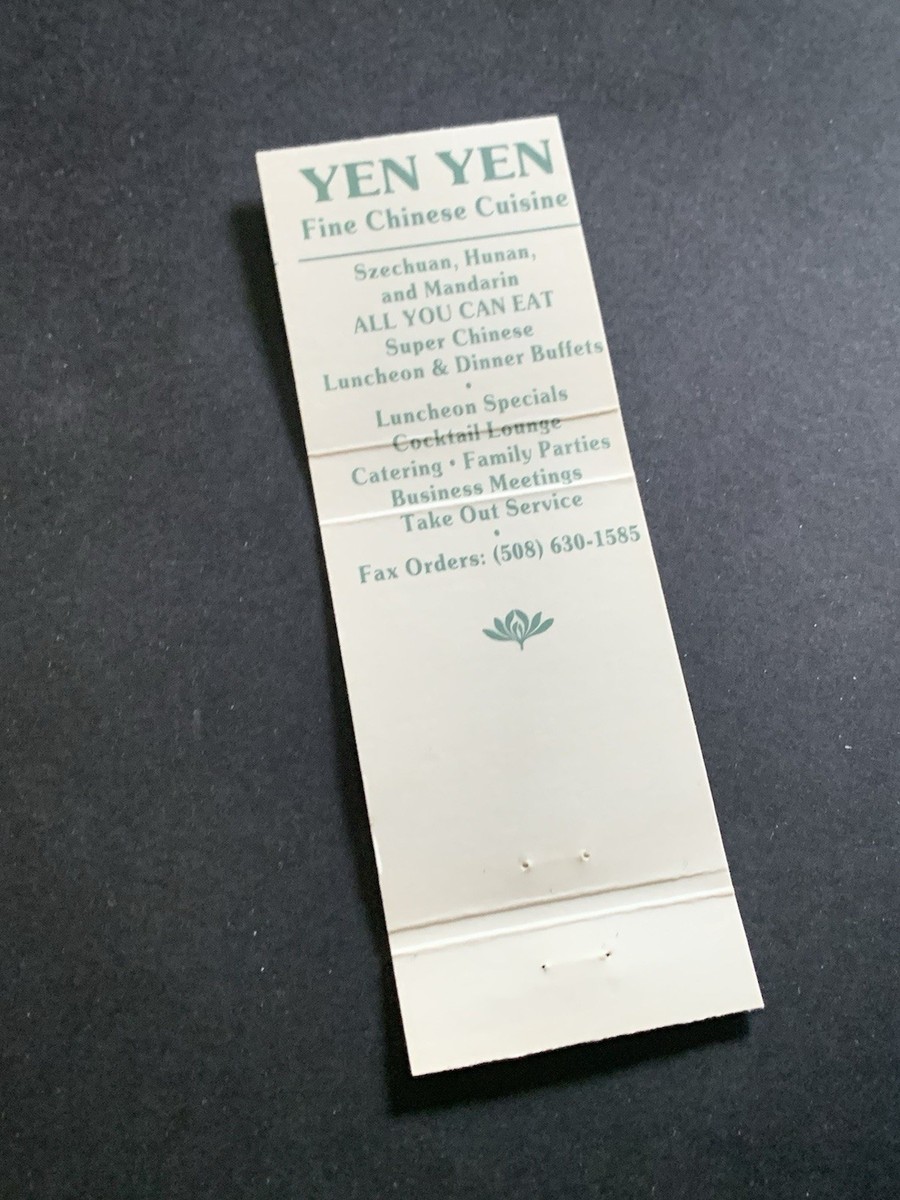 YEN YEN
Fine Chinese Cuisine
Szechuan, Hunan,
and Mandarin
ALL YOU CAN EAT
Super Chinese
Luncheon & Dinner Buffets
•
Luncheon Specials
Cocktail Lounge
Catering • Family Parties
Business Meetings
Take Out Service
•
Fax Orders: (508) 630-1585